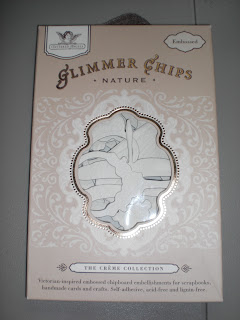 Embossed
GLIMMER CHIPS
NATURE
THE CRÈME COLLECTION
Victorian-inspired embossed chipboard embellishments for scrapbooks,
handmade cards and crafts. Self-adhesive, acid-free and lignin-free.